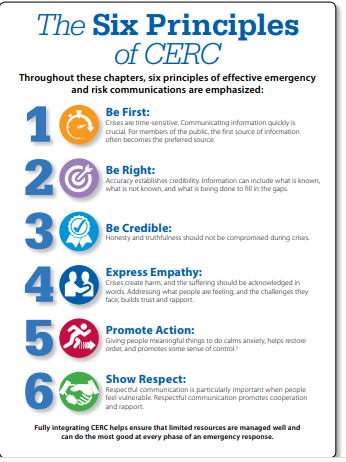 The Six Principles
of CERC
Throughout these chapters, six principles of effective emergency
and risk communications are emphasized:
1
Be First:
Crises are time-sensitive. Communicating information quickly is
crucial. For members of the public, the first source of information
often becomes the preferred source.
2
Be Right:
Accuracy establishes credibility. Information can include what is known,
what is not known, and what is being done to fill in the gaps.
3
Be Credible:
Honesty and truthfulness should not be compromised during crises.
4
Express Empathy:
Crises create harm, and the suffering should be acknowledged in
words. Addressing what people are feeling, and the challenges they
face, builds trust and rapport.
5
Promote Action:
Giving people meaningful things to do calms anxiety, helps restore
order, and promotes some sense of control.
6
Show Respect:
Respectful communication is particularly important when people
feel vulnerable. Respectful communication promotes cooperation
and rapport.
Fully integrating CERC helps ensure that limited resources are managed well and
can do the most good at every phase of an emergency response.